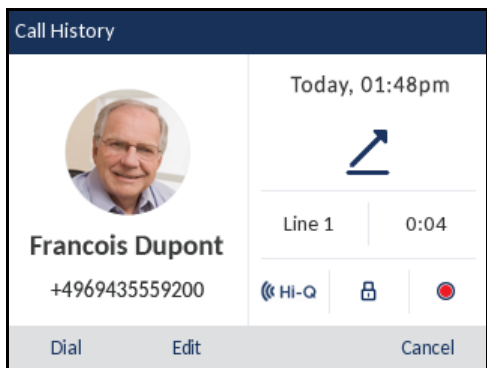 Call History
Today, 01:48pm
Line 1 0:04
Francois Dupont
+4969435559200
Hi-Q
Dial Edit Cancel